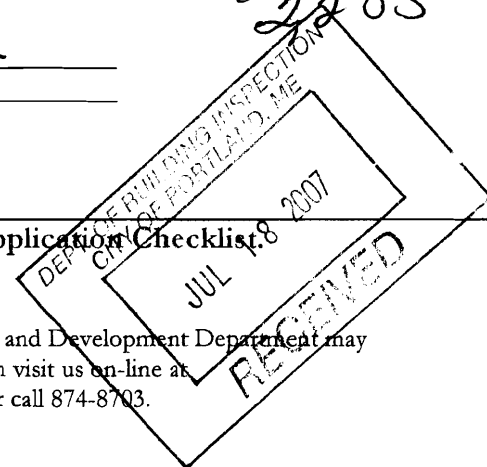 2203
DEPT. OF BUILDING INSPECTION
CITY OF PORTLAND, ME
JUL 18 2007
RECEIVED
pplication Checklist.
and Development Department may
n visit us on-line at
r call 874-8703.